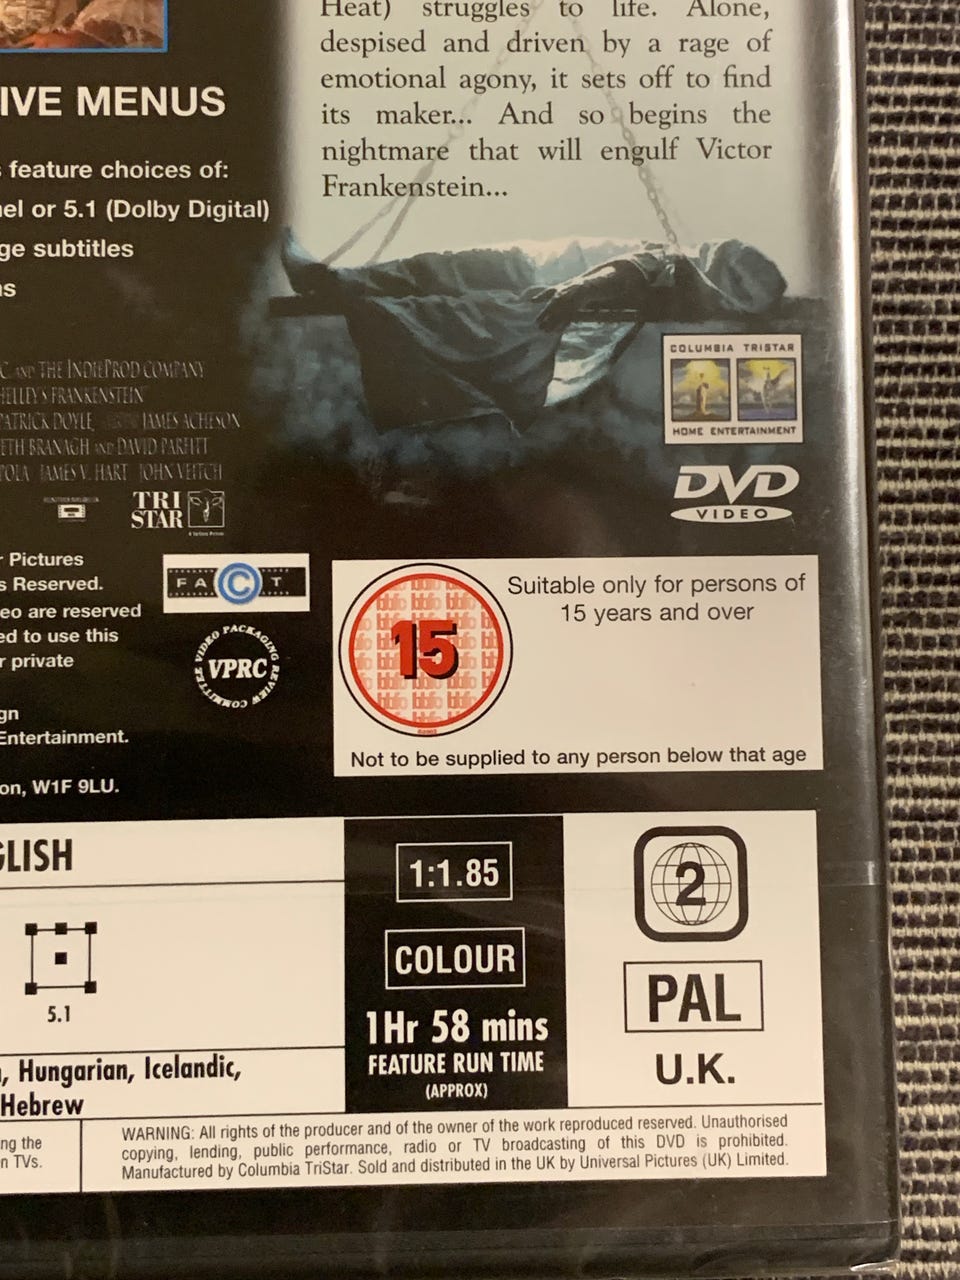 Heat) struggles to life. Alone,
despised and driven by a rage of
emotional agony, it sets off to find
its maker... And so begins the
nightmare that will engulf Victor
Frankenstein...
IVE MENUS
feature choices of:
nel or 5.1 (Dolby Digital)
ge subtitles
ns
C AND THE INDIEPROD COMPANY
HELLEY'S FRANKENSTEIN
PATRICK DOYLE, JAMES ACHESON
ETH BRANAGH AND DAVID PARFITT
POLA JAMES V. HART JOHN VEITCH
TRI
STAR
COLUMBIA TRISTAR
HOME ENTERTAINMENT
DVD
VIDEO
r Pictures
s Reserved.
eo are reserved
ed to use this
r private
gn
Entertainment.
on, W1F 9LU.
FACT
VIDEO PACKAGING REVIEW COMMITTEE
VPRC
15
Suitable only for persons of
15 years and over
Not to be supplied to any person below that age
GLISH
5.1
, Hungarian, Icelandic,
Hebrew
1:1.85
COLOUR
1Hr 58 mins
FEATURE RUN TIME
(APPROX)
2
PAL
U.K.
ng the
n TVs.
WARNING: All rights of the producer and of the owner of the work reproduced reserved. Unauthorised
copying, lending, public performance, radio or TV broadcasting of this DVD is prohibited.
Manufactured by Columbia TriStar. Sold and distributed in the UK by Universal Pictures (UK) Limited.